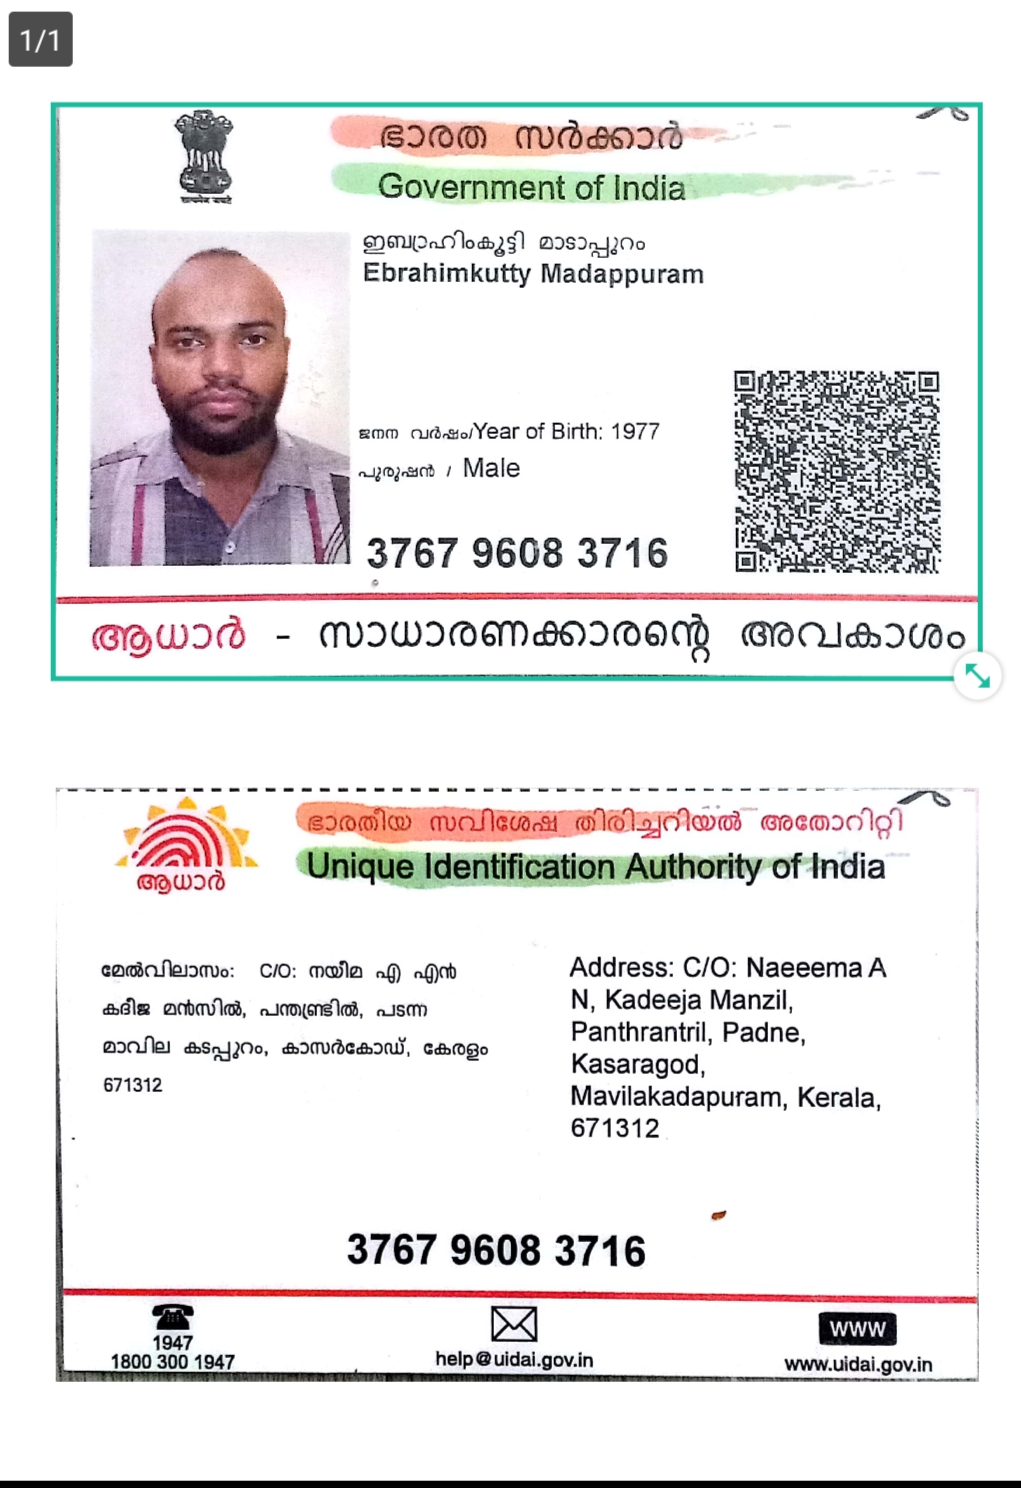 1/1
ഭാരത സർക്കാർ
Government of India
ഇബ്രാഹിംകുട്ടി മാടാപ്പുറം
Ebrahimkutty Madappuram
ജനന വർഷം/Year of Birth: 1977
പുരുഷൻ / Male
3767 9608 3716
ആധാർ - സാധാരണക്കാരന്റെ അവകാശം
ഭാരതീയ സവിശേഷ തിരിച്ചറിയൽ അതോറിറ്റി
Unique Identification Authority of India
ആധാർ
മേൽവിലാസം: C/O: നയീമ എ എൻ
കദീജ മൻസിൽ, പന്ത്രണ്ടിൽ, പടന്ന
മാവില കടപ്പുറം, കാസർകോഡ്, കേരളം
671312
Address: C/O: Naeeema A
N, Kadeeja Manzil,
Panthrantril, Padne,
Kasaragod,
Mavilakadapuram, Kerala,
671312
3767 9608 3716
1947
1800 300 1947
help@uidai.gov.in
www
www.uidai.gov.in